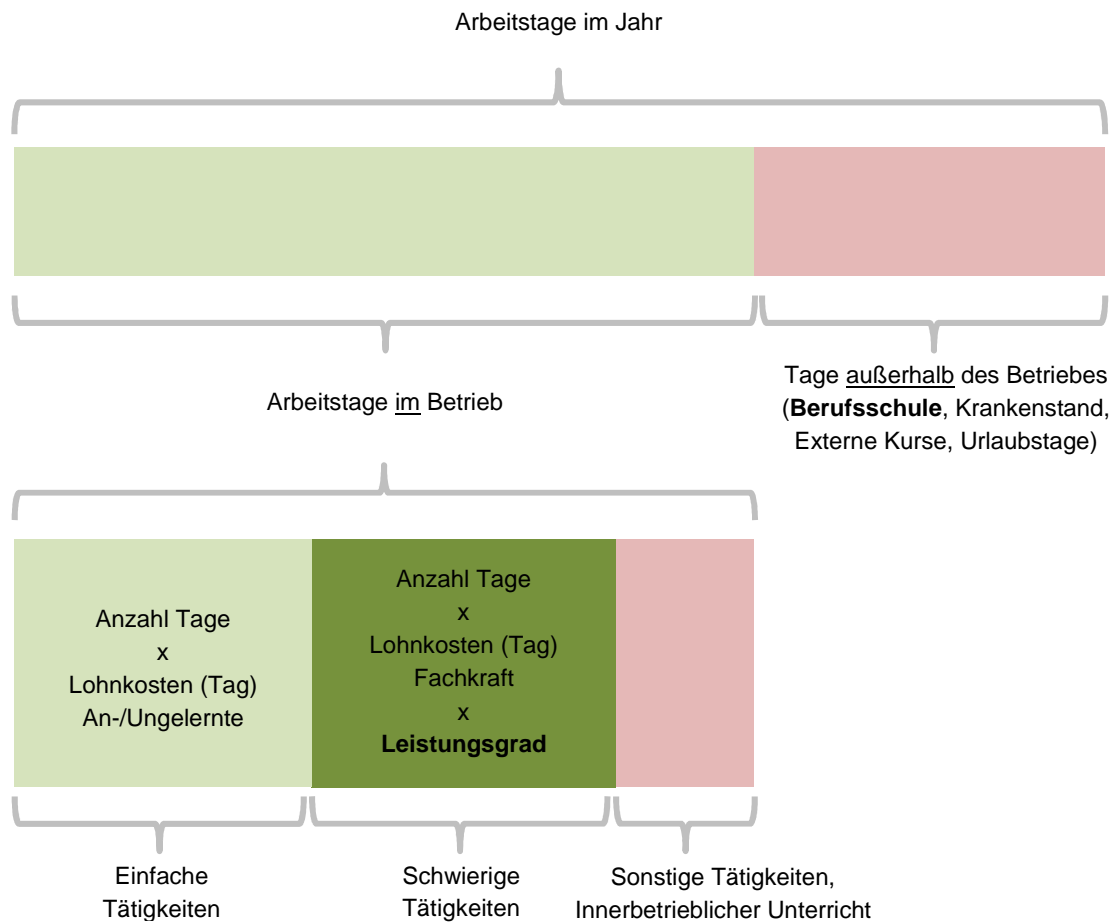 Arbeitstage im Jahr
Arbeitstage im Betrieb
Tage außerhalb des Betriebes
(Berufsschule, Krankenstand,
Externe Kurse, Urlaubstage)
Anzahl Tage
x
Lohnkosten (Tag)
An-/Ungelernte
Anzahl Tage
x
Lohnkosten (Tag)
Fachkraft
x
Leistungsgrad
Einfache
Tätigkeiten
Schwierige
Tätigkeiten
Sonstige Tätigkeiten,
Innerbetrieblicher Unterricht